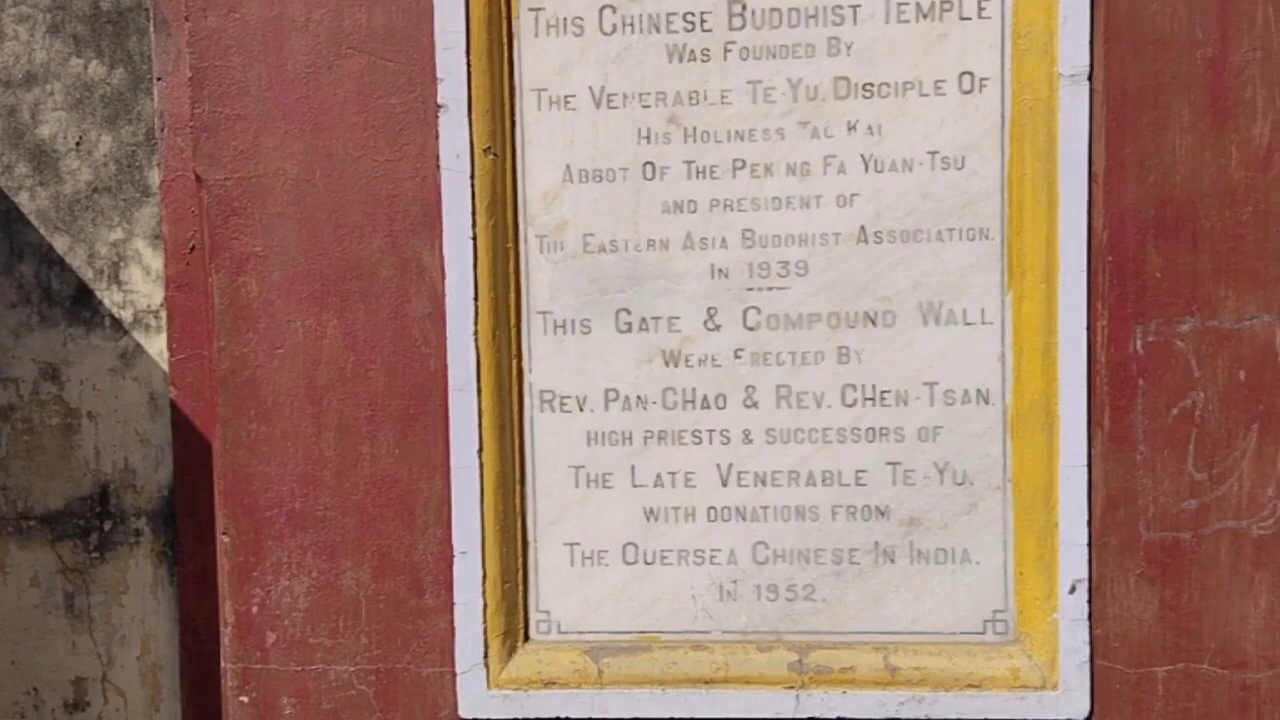 THIS CHINESE BUDDHIST TEMPLE
WAS FOUNDED BY
THE VENERABLE TE-YU. DISCIPLE OF
HIS HOLINESS TAL KAI
ABBOT OF THE PEKING FA YUAN-TSU
AND PRESIDENT OF
THE EASTERN ASIA BUDDHIST ASSOCIATION.
IN 1939
THIS GATE & COMPOUND WALL
WERE ERECTED BY
REV. PAN-CHAO & REV. CHEN-TSAN.
HIGH PRIESTS & SUCCESSORS OF
THE LATE VENERABLE TE-YU.
WITH DONATIONS FROM
THE OUERSEA CHINESE IN INDIA.
IN 1952.